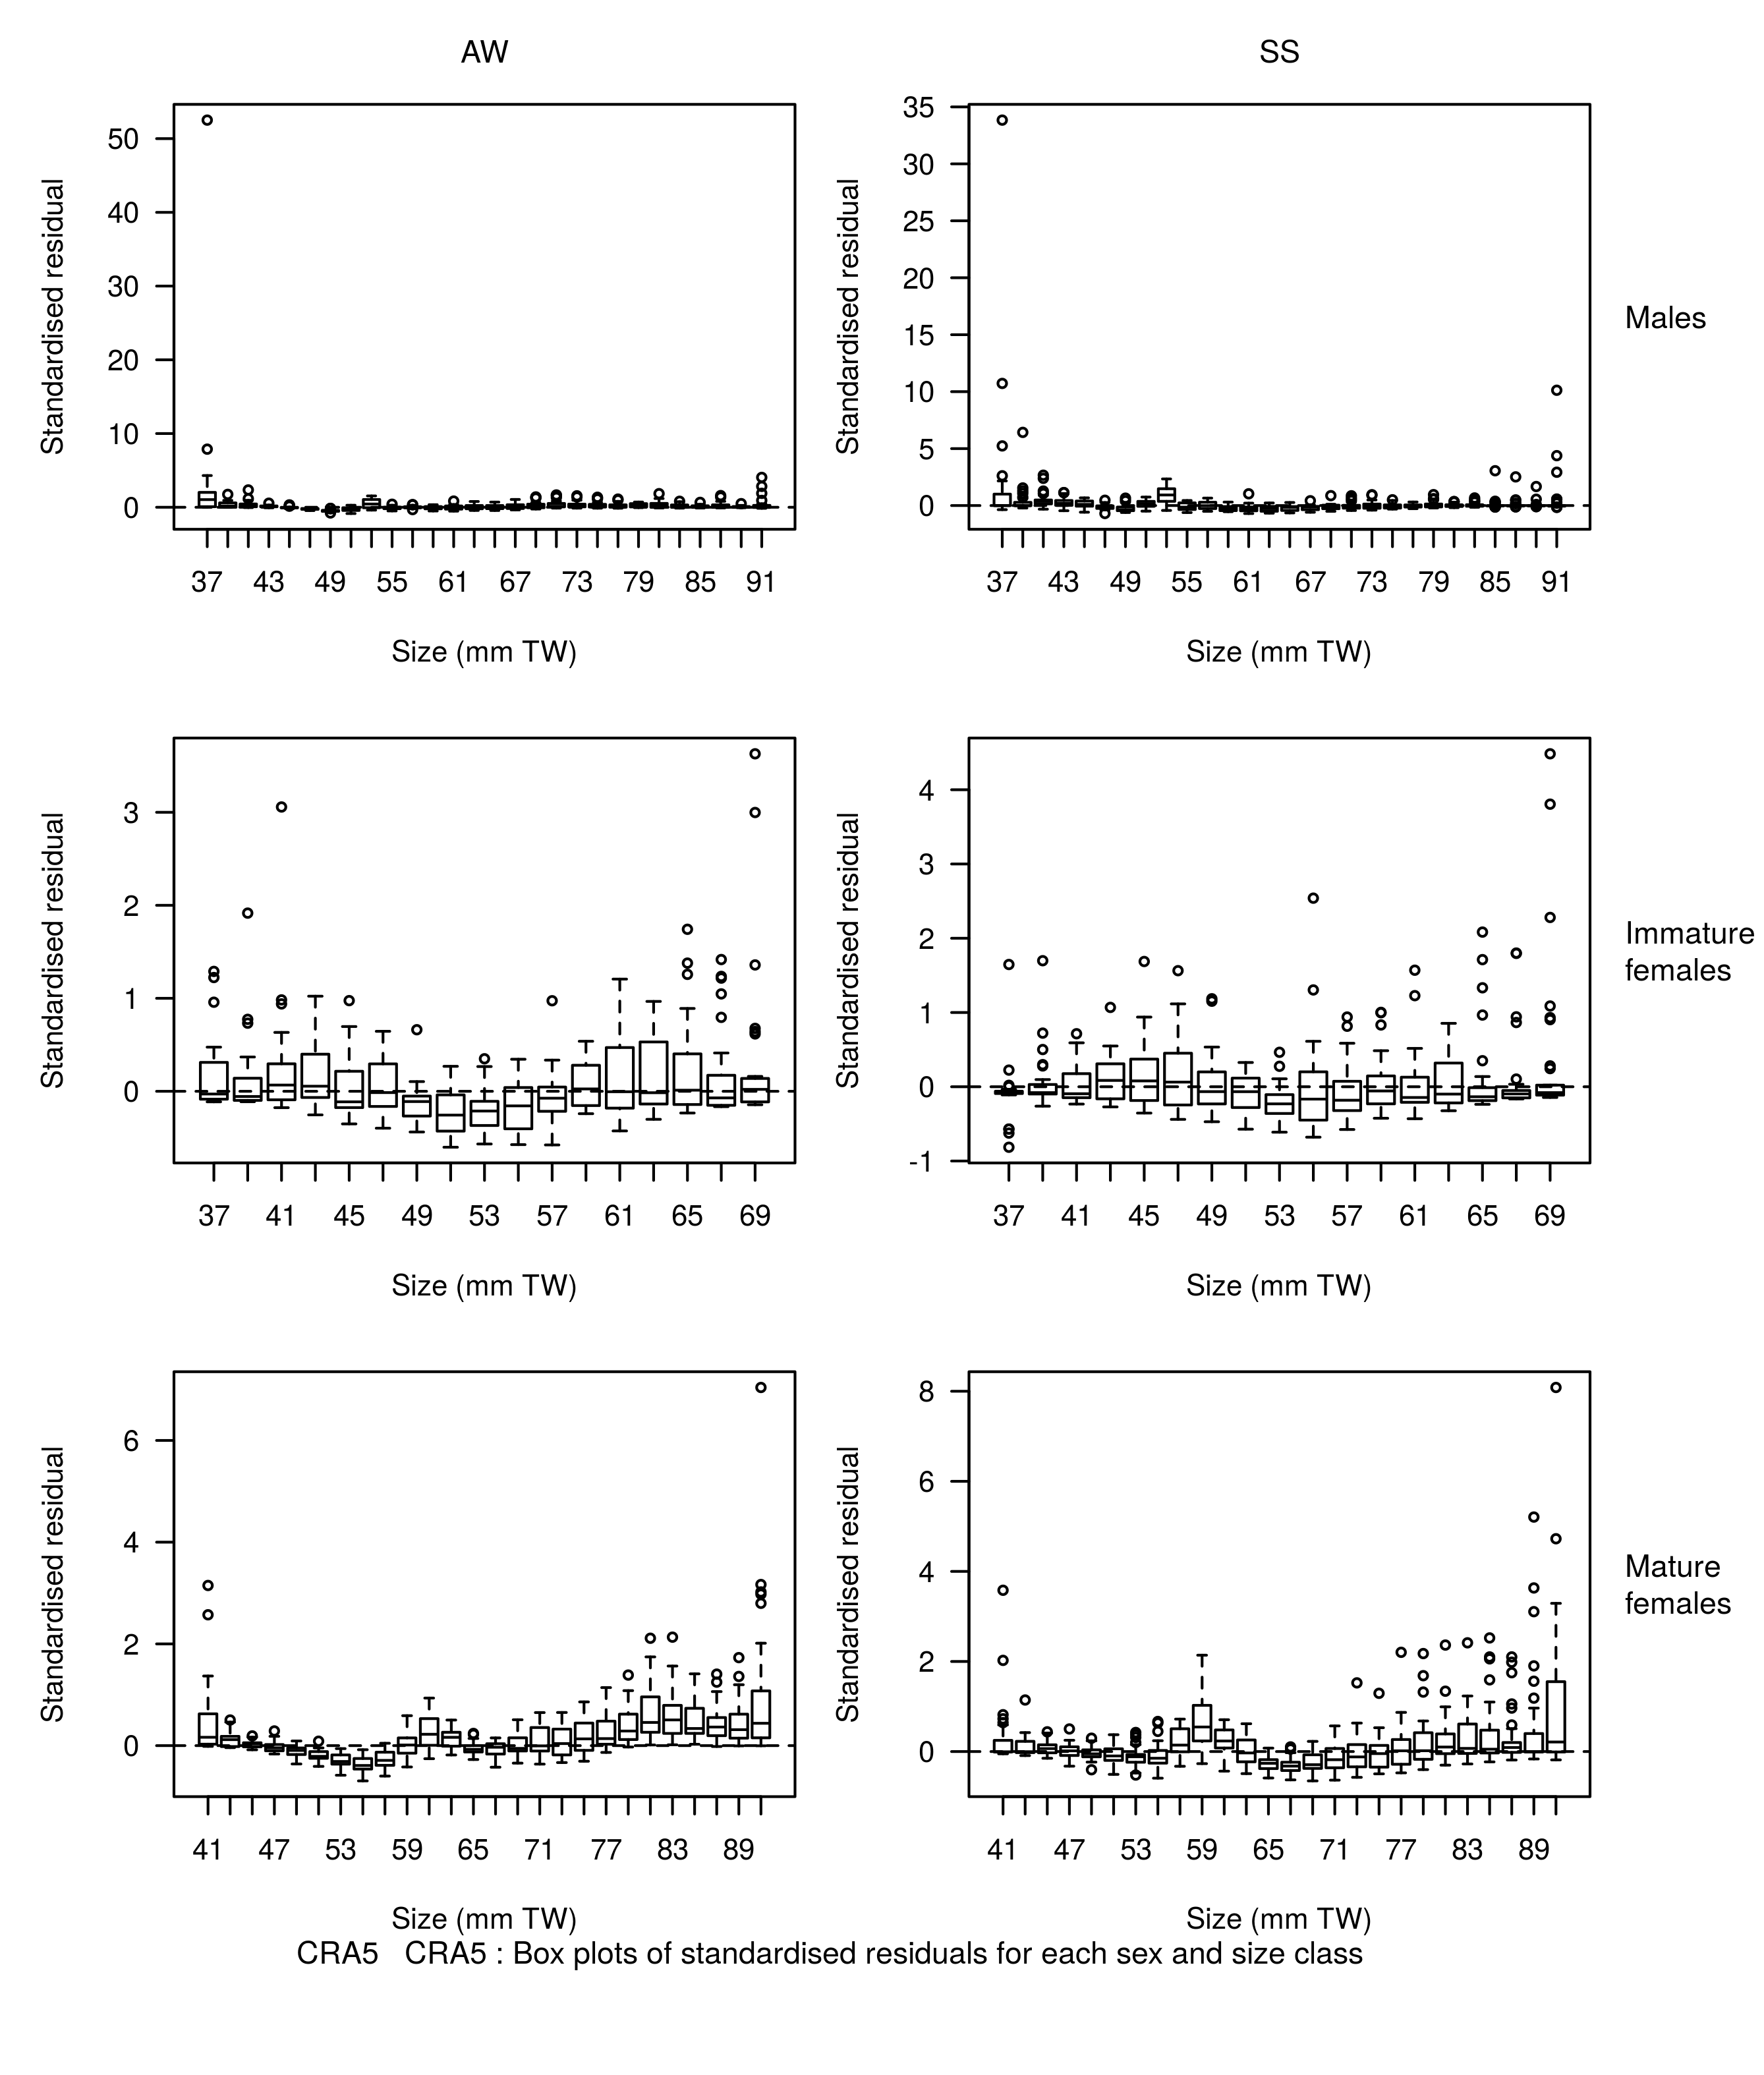 AW SS
Standardised residual
50
40
30
20
10
0
37 43 49 55 61 67 73 79 85 91
Size (mm TW)
Standardised residual
35
30
25
20
15
10
5
0
37 43 49 55 61 67 73 79 85 91
Size (mm TW)
Males
Standardised residual
3
2
1
0
37 41 45 49 53 57 61 65 69
Size (mm TW)
Standardised residual
4
3
2
1
0
-1
37 41 45 49 53 57 61 65 69
Size (mm TW)
Immature
females
Standardised residual
6
4
2
0
41 47 53 59 65 71 77 83 89
Size (mm TW)
Standardised residual
8
6
4
2
0
41 47 53 59 65 71 77 83 89
Size (mm TW)
Mature
females
CRA5 CRA5 : Box plots of standardised residuals for each sex and size class